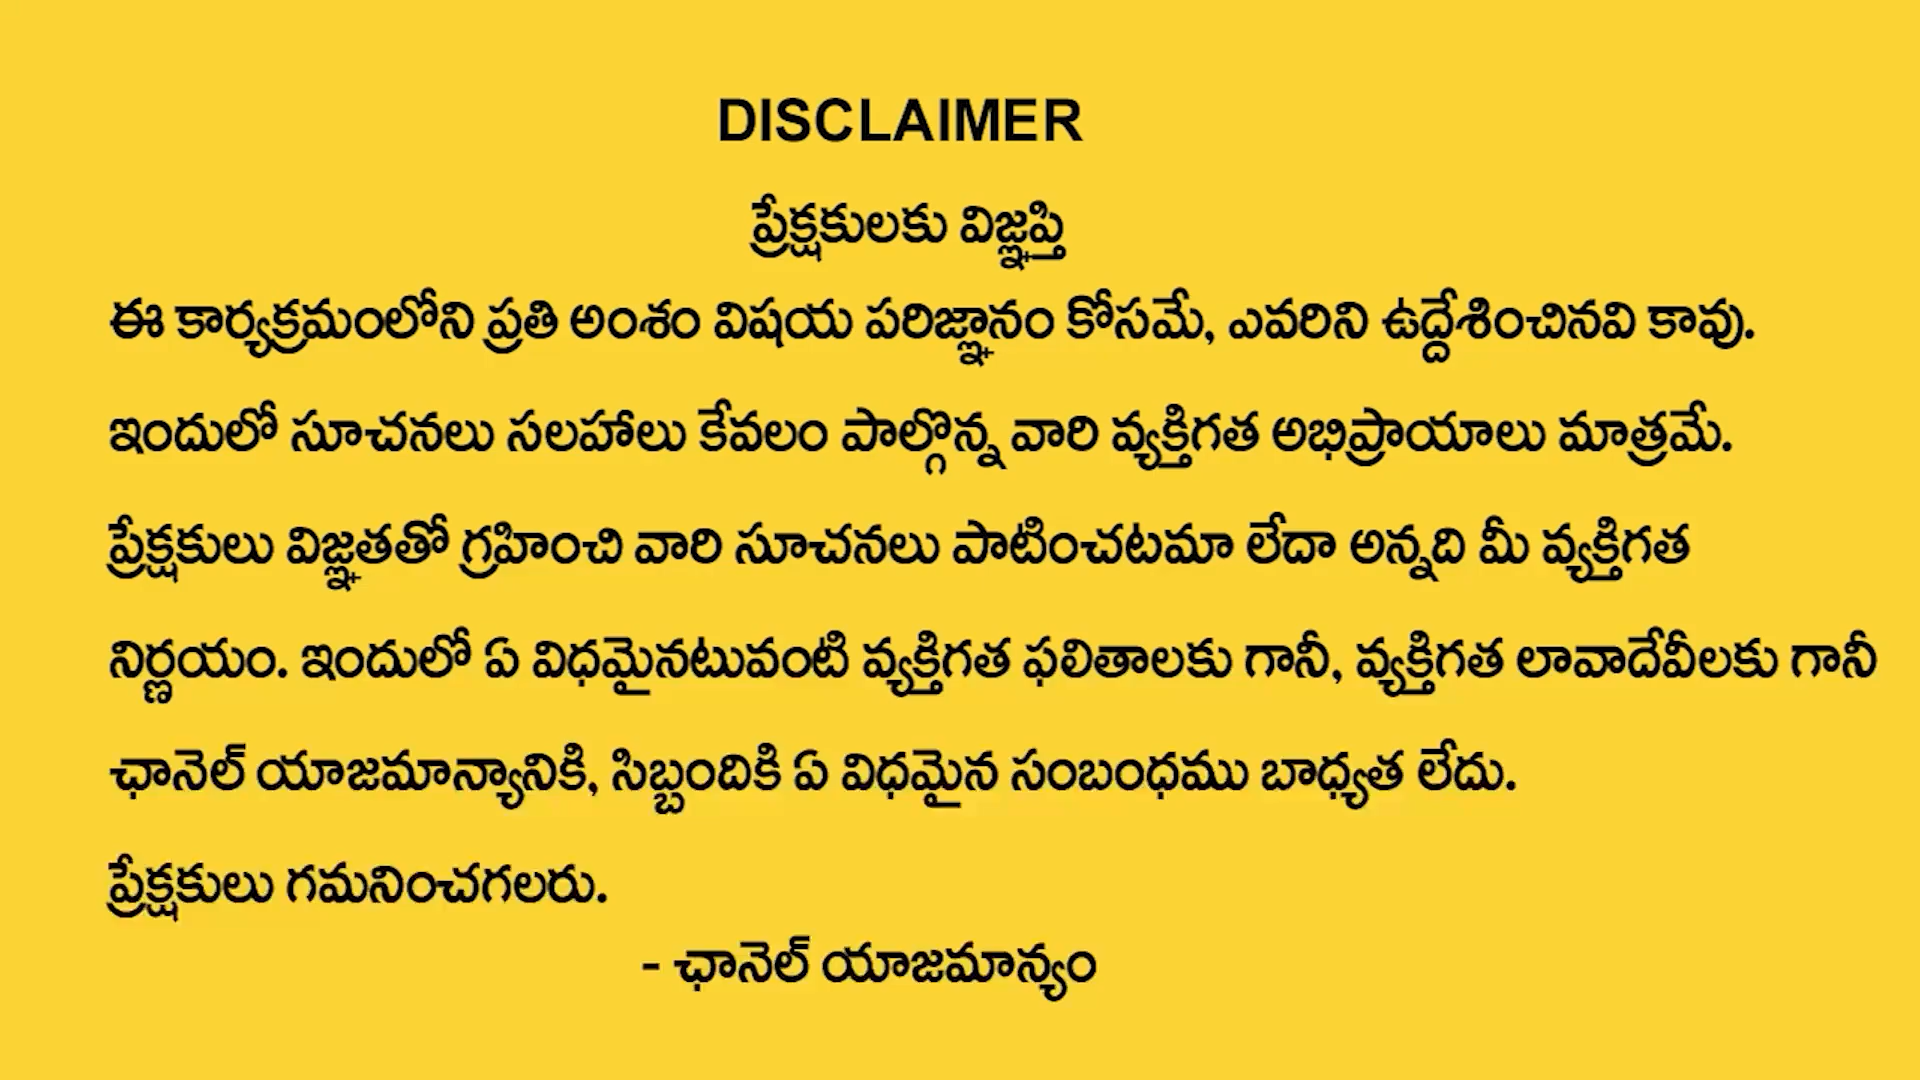 DISCLAIMER
ప్రేక్షకులకు విజ్ఞప్తి
ఈ కార్యక్రమంలోని ప్రతి అంశం విషయ పరిజ్ఞానం కోసమే, ఎవరిని ఉద్దేశించినవి కావు.
ఇందులో సూచనలు సలహాలు కేవలం పాల్గొన్న వారి వ్యక్తిగత అభిప్రాయాలు మాత్రమే.
ప్రేక్షకులు విజ్ఞతతో గ్రహించి వారి సూచనలు పాటించటమా లేదా అన్నది మీ వ్యక్తిగత
నిర్ణయం. ఇందులో ఏ విధమైనటువంటి వ్యక్తిగత ఫలితాలకు గానీ, వ్యక్తిగత లావాదేవీలకు గానీ
ఛానెల్ యాజమాన్యానికి, సిబ్బందికి ఏ విధమైన సంబంధము బాధ్యత లేదు.
ప్రేక్షకులు గమనించగలరు.
- ఛానెల్ యాజమాన్యం